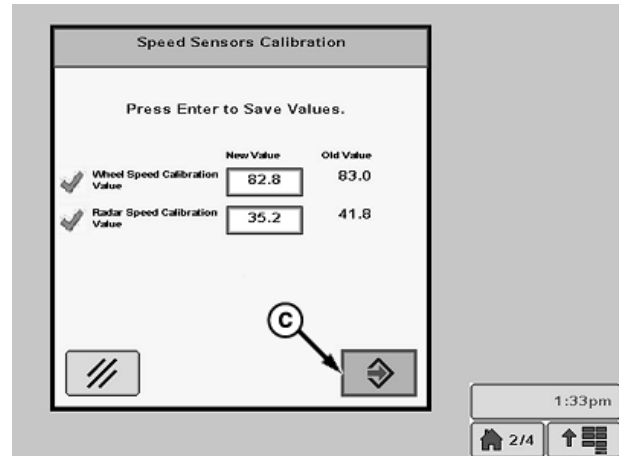 Speed Sensors Calibration
Press Enter to Save Values.
New Value Old Value
Wheel Speed Calibration
Value
82.8 83.0
Radar Speed Calibration
Value
35.2 41.8
C
1:33pm
2/4